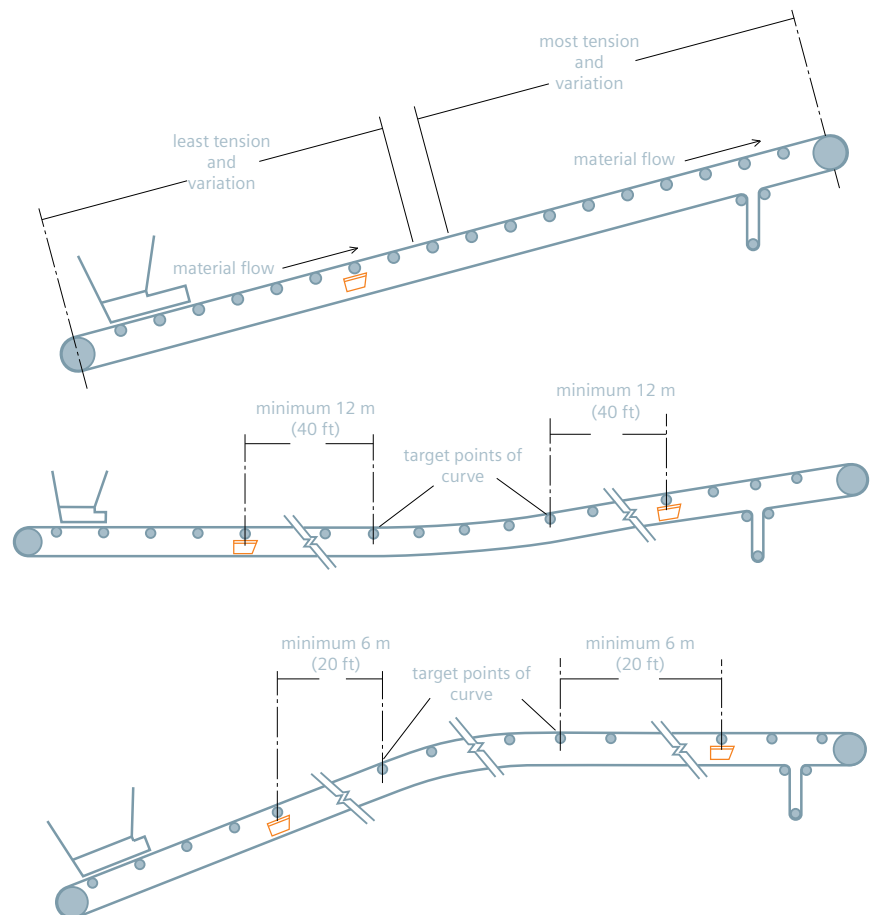 most tension
and
variation
least tension
and
variation
material flow
material flow
minimum 12 m
(40 ft)
minimum 12 m
(40 ft)
target points of
curve
minimum 6 m
(20 ft)
minimum 6 m
(20 ft)
target points of
curve